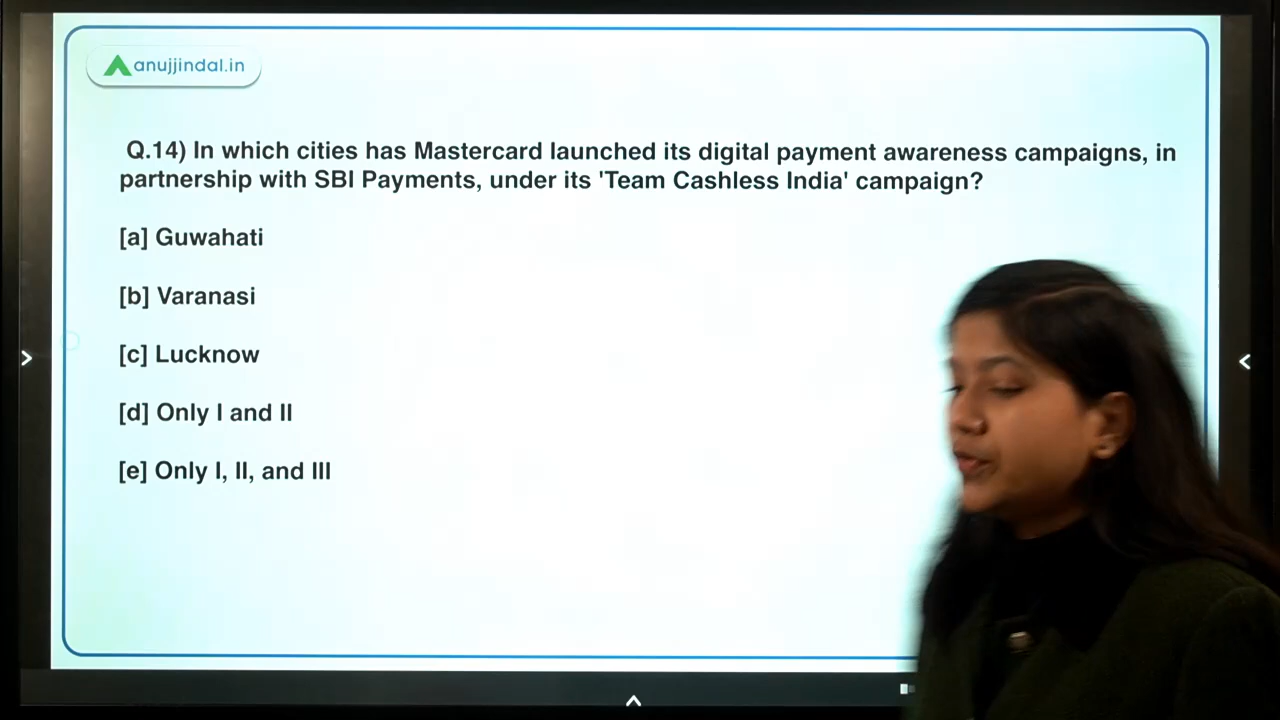 anujjindal.in
Q.14) In which cities has Mastercard launched its digital payment awareness campaigns, in
partnership with SBI Payments, under its 'Team Cashless India' campaign?
[a] Guwahati
[b] Varanasi
[c] Lucknow
[d] Only I and II
[e] Only I, II, and III